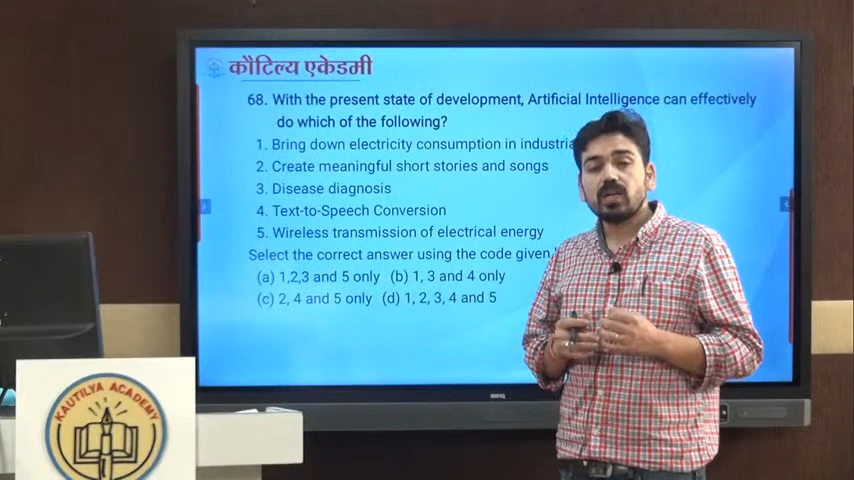 कौटिल्य एकेडमी
68. With the present state of development, Artificial Intelligence can effectively
do which of the following?
1. Bring down electricity consumption in industria
2. Create meaningful short stories and songs
3. Disease diagnosis
4. Text-to-Speech Conversion
5. Wireless transmission of electrical energy
Select the correct answer using the code given
(a) 1,2,3 and 5 only (b) 1, 3 and 4 only
(c) 2, 4 and 5 only (d) 1, 2, 3, 4 and 5
BenQ
KAUTILYA ACADEMY